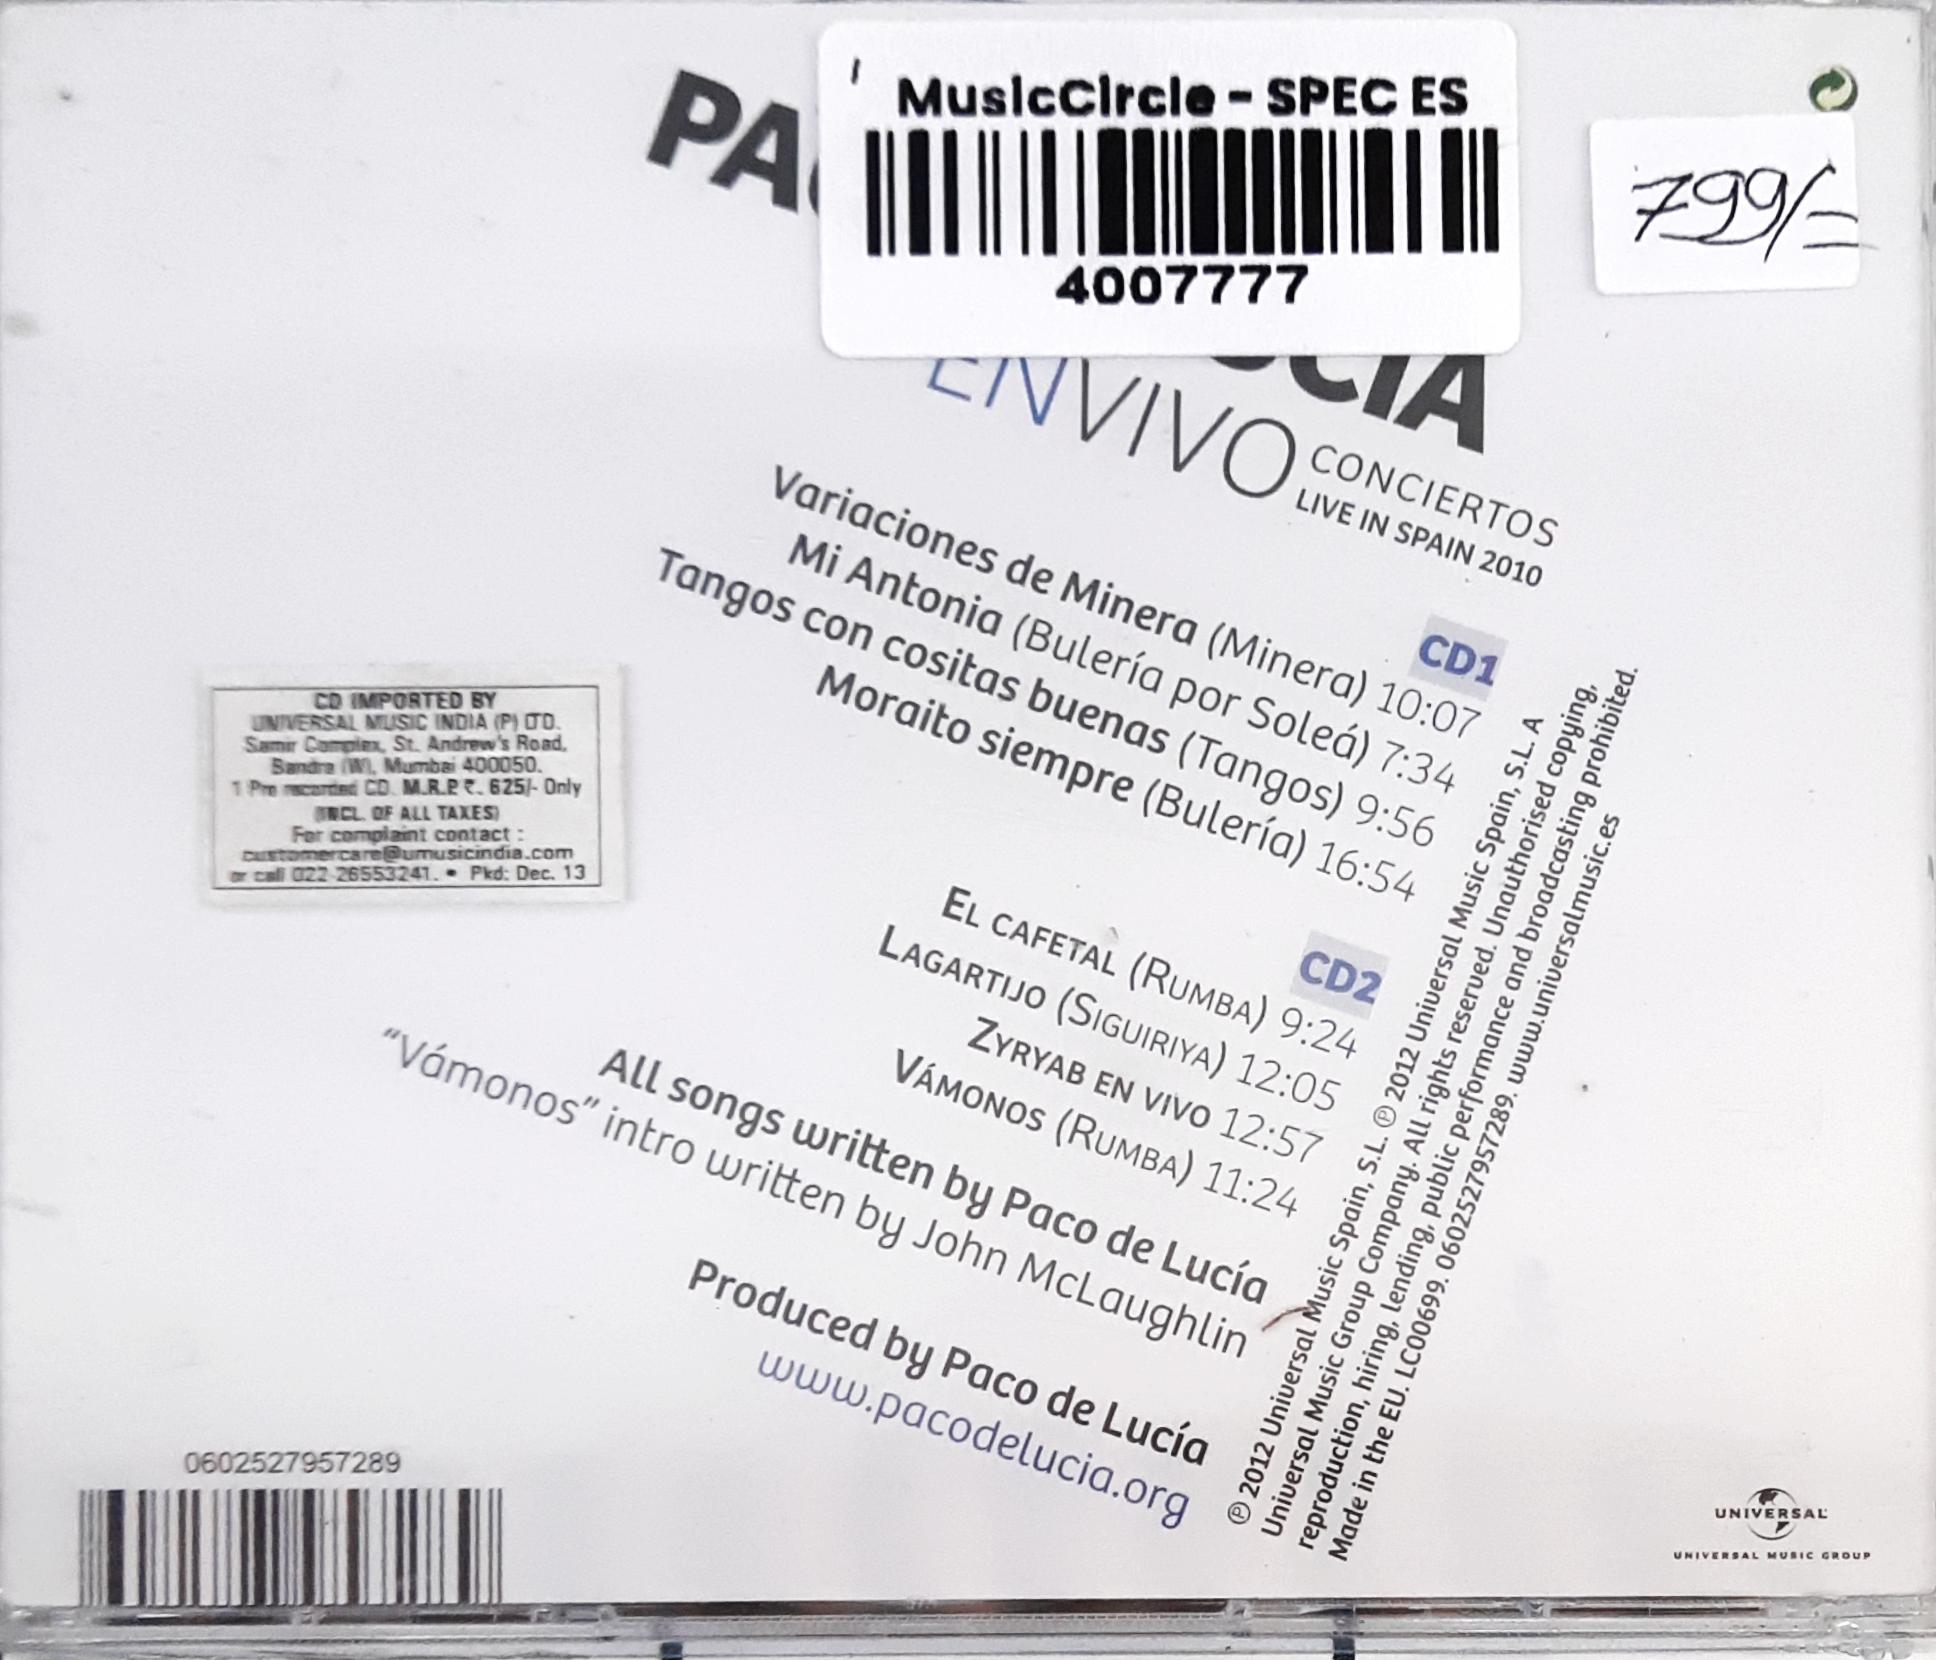 MusicCircle - SPEC ES
4007777
799/=
PA
CIA
ENVIVO CONCIERTOS
LIVE IN SPAIN 2010
CD1
Variaciones de Minera (Minera) 10:07
Mi Antonia (Bulería por Soleá) 7:34
Tangos con cositas buenas (Tangos) 9:56
Moraito siempre (Bulería) 16:54
CD2
EL CAFETAL (RUMBA) 9:24
LAGARTIJO (SIGUIRIYA) 12:05
ZYRYAB EN VIVO 12:57
VÁMONOS (RUMBA) 11:24
All songs written by Paco de Lucía
“Vámonos” intro written by John McLaughlin
Produced by Paco de Lucía
www.pacodelucia.org
℗ 2012 Universal Music Spain, S.L. ℗ 2012 Universal Music Spain, S.L. A
Universal Music Group Company. All rights reserved. Unauthorised copying,
reproduction, hiring, lending, public performance and broadcasting prohibited.
Made in the EU. LC00699. 0602527957289. www.universalmusic.es
CD IMPORTED BY
UNIVERSAL MUSIC INDIA (P) LTD.
Samir Complex, St. Andrew's Road,
Bandra (W), Mumbai 400050.
1 Pre recorded CD. M.R.P. ₹. 625/- Only
(INCL. OF ALL TAXES)
For complaint contact :
customercare@umusicindia.com
or call 022-26553241. • Pkd: Dec. 13
0602527957289
UNIVERSAL
UNIVERSAL MUSIC GROUP